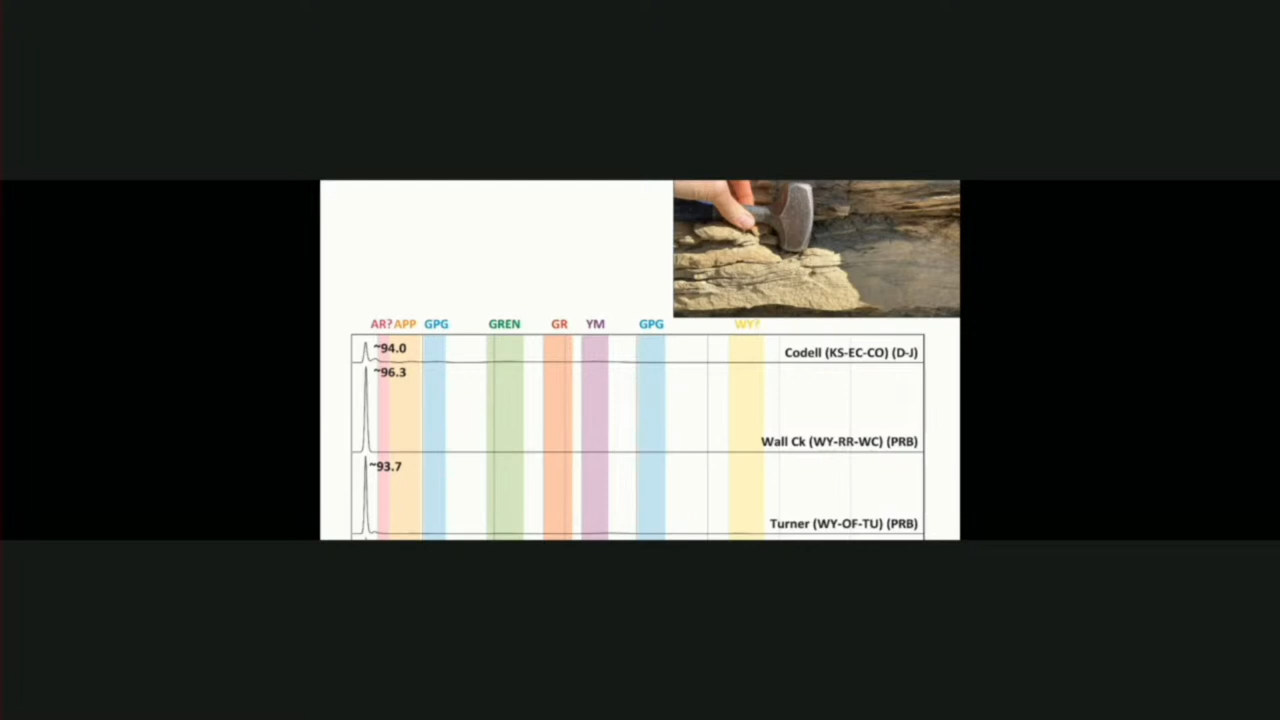 AR? APP GPG GREN GR YM GPG WY?
~94.0
Codell (KS-EC-CO) (D-J)
~96.3
Wall Ck (WY-RR-WC) (PRB)
~93.7
Turner (WY-OF-TU) (PRB)